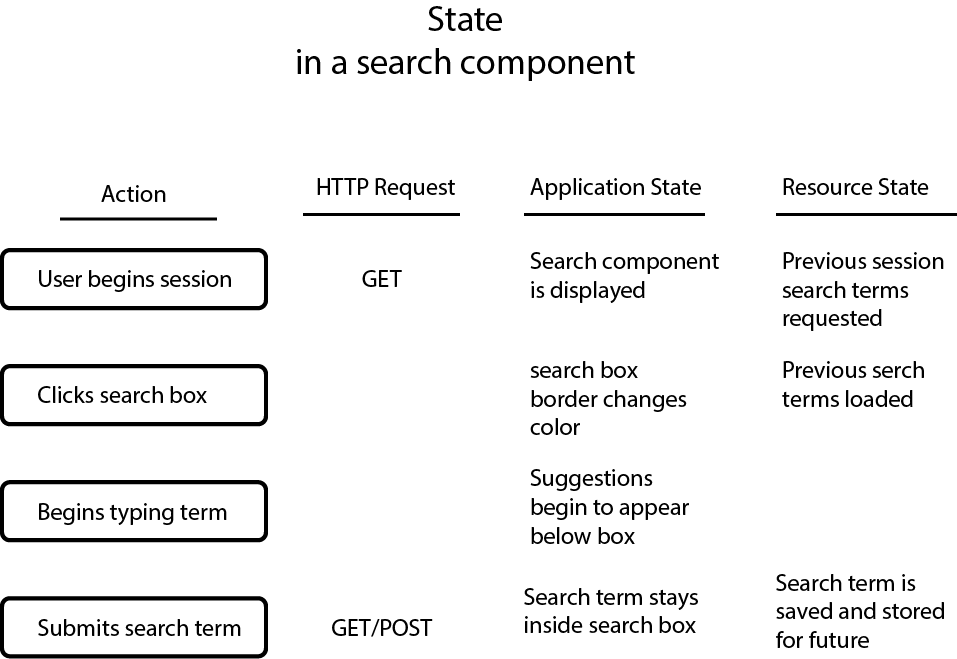 State
in a search component
Action
HTTP Request
Application State
Resource State
User begins session
GET
Search component
is displayed
Previous session
search terms
requested
Clicks search box
search box
border changes
color
Previous serch
terms loaded
Begins typing term
Suggestions
begin to appear
below box
Submits search term
GET/POST
Search term stays
inside search box
Search term is
saved and stored
for future